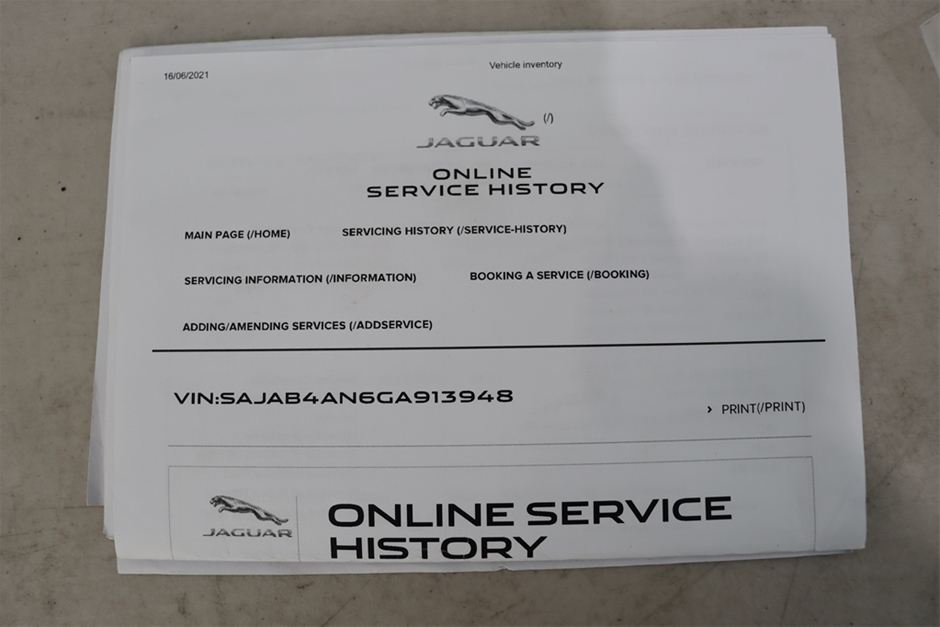 16/06/2021
Vehicle inventory
(/)
JAGUAR
ONLINE
SERVICE HISTORY
MAIN PAGE (/HOME)
SERVICING HISTORY (/SERVICE-HISTORY)
SERVICING INFORMATION (/INFORMATION)
BOOKING A SERVICE (/BOOKING)
ADDING/AMENDING SERVICES (/ADDSERVICE)
VIN:SAJAB4AN6GA913948
› PRINT(/PRINT)
JAGUAR
ONLINE SERVICE
HISTORY